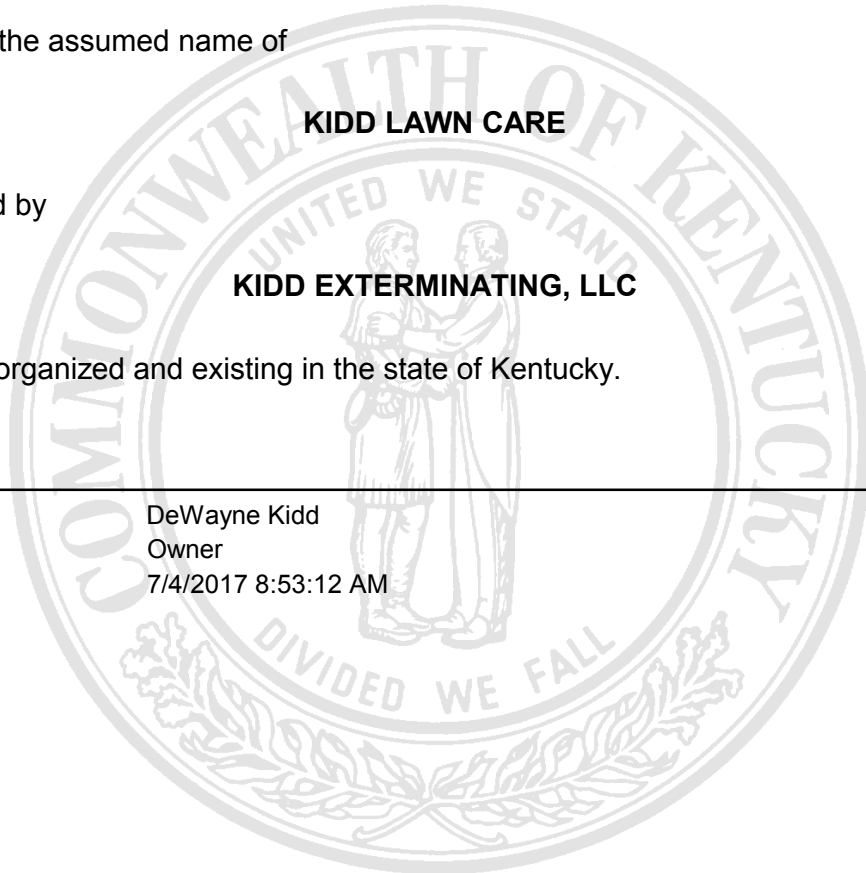 the assumed name of
KIDD LAWN CARE
d by
KIDD EXTERMINATING, LLC
organized and existing in the state of Kentucky.
DeWayne Kidd
Owner
7/4/2017 8:53:12 AM
COMMONWEALTH OF KENTUCKY
UNITED WE STAND
DIVIDED WE FALL